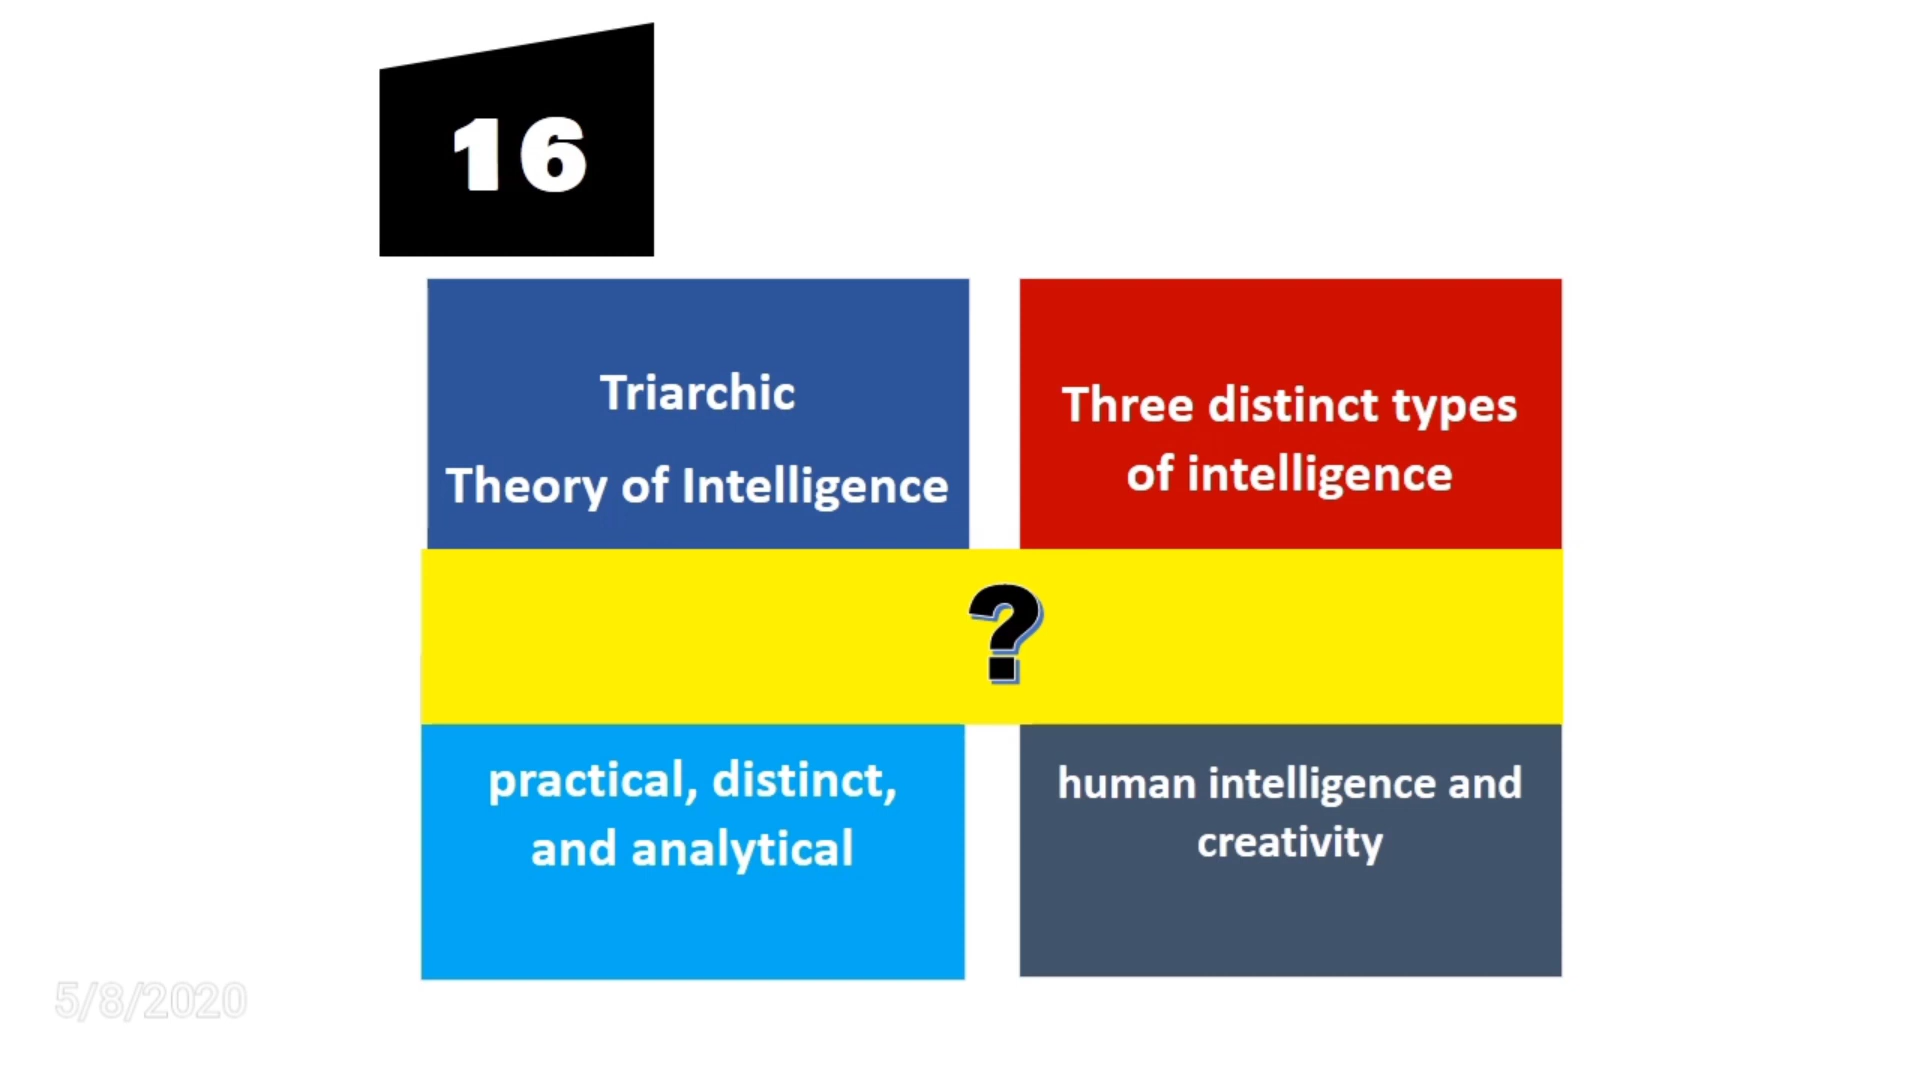 16
Triarchic
Theory of Intelligence
Three distinct types
of intelligence
?
practical, distinct,
and analytical
human intelligence and
creativity
5/8/2020